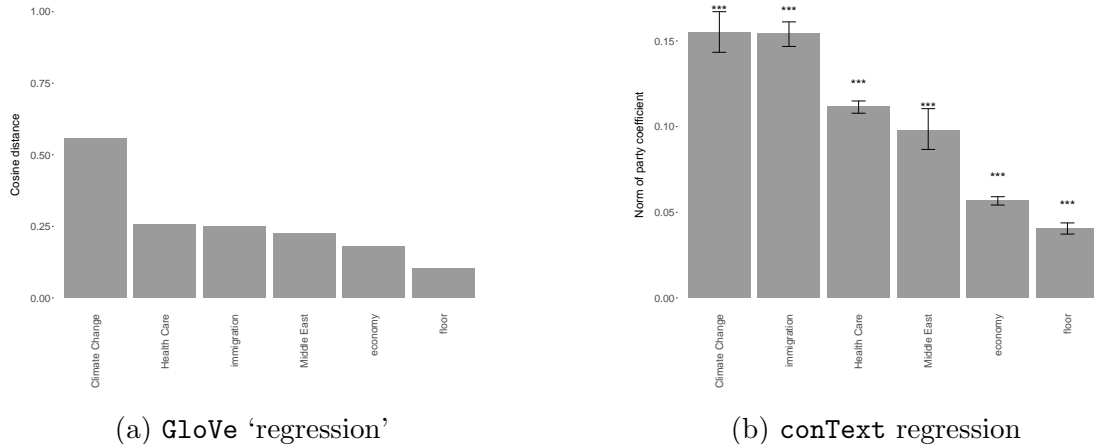 1.00-
0.75-
0.50-
0.25-
0.00-
Cosine distance
Climate Change
Health Care
immigration
Middle East
economy
floor
(a) GloVe ‘regression’
0.15-
0.10-
0.05-
0.00-
Norm of party coefficient
***
***
***
***
***
***
Climate Change
immigration
Health Care
Middle East
economy
floor
(b) conText regression